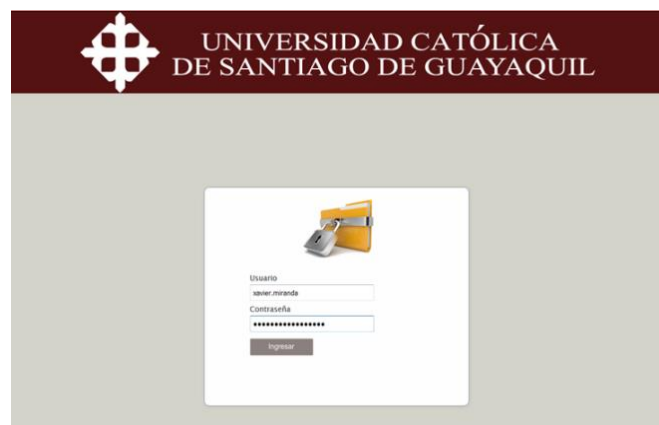 UNIVERSIDAD CATÓLICA
DE SANTIAGO DE GUAYAQUIL
Usuario
xavier.miranda
Contraseña
•••••••••••••••••
Ingresar